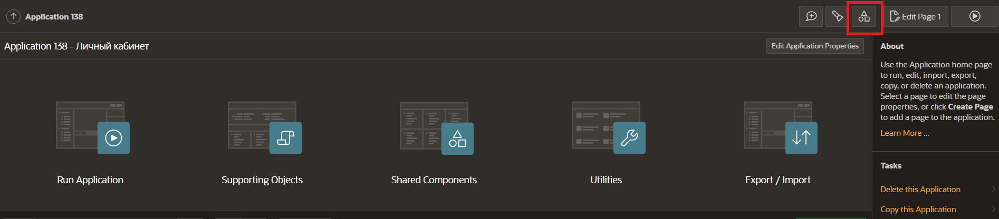 Application 138
Edit Page 1
Application 138 - Личный кабинет
Edit Application Properties
Run Application
Supporting Objects
Shared Components
Utilities
Export / Import
About
Use the Application home page
to run, edit, import, export,
copy, or delete an application.
Select a page to edit the page
properties, or click Create Page
to add a page to the application.
Learn More ...
Tasks
Delete this Application
Copy this Application